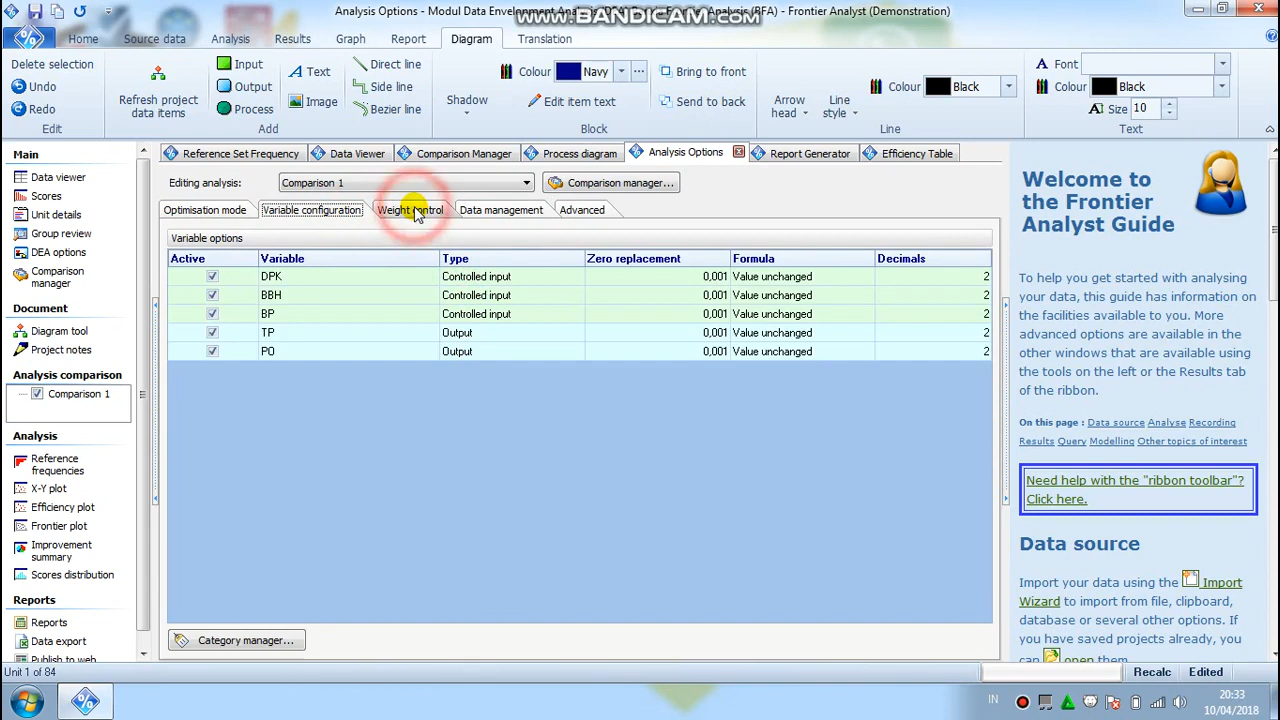 Analysis Options - Modul Data Envelopment Analysis (DEA)
(BFA) - Frontier Analyst (Demonstration)
www.BANDICAM.com
Home
Source data
Analysis
Results
Graph
Report
Diagram
Translation
Delete selection
Undo
Redo
Edit
Refresh project
data items
Input
Output
Process
Text
Image
Direct line
Side line
Bezier line
Add
Shadow
Colour
Navy
Edit item text
Bring to front
Send to back
Block
Arrow
head
Line
style
Colour
Black
Line
Font
Colour
Black
Size
10
Text
Main
Data viewer
Scores
Unit details
Group review
DEA options
Comparison
manager
Document
Diagram tool
Project notes
Analysis comparison
Comparison 1
Analysis
Reference
frequencies
X-Y plot
Efficiency plot
Frontier plot
Improvement
summary
Scores distribution
Reports
Reports
Data export
Publish to web
Reference Set Frequency
Data Viewer
Comparison Manager
Process diagram
Analysis Options
Report Generator
Efficiency Table
Editing analysis:
Comparison 1
Comparison manager...
Optimisation mode
Variable configuration
Weight control
Data management
Advanced
Variable options
Active Variable Type Zero replacement Formula Decimals
DPK Controlled input 0,001 Value unchanged 2
BBH Controlled input 0,001 Value unchanged 2
BP Controlled input 0,001 Value unchanged 2
TP Output 0,001 Value unchanged 2
PO Output 0,001 Value unchanged 2
Category manager...
Welcome to
the Frontier
Analyst Guide
To help you get started with analysing
your data, this guide has information on
the facilities available to you. More
advanced options are available in the
other windows that are available using
the tools on the left or the Results tab
of the ribbon.
On this page : Data source Analyse Recording
Results Query Modelling Other topics of interest
Need help with the "ribbon toolbar"?
Click here.
Data source
Import your data using the Import
Wizard to import from file, clipboard,
database or several other options. If
you have saved projects already, you
can open them.
Unit 1 of 84
Recalc
Edited
IN
20:33
10/04/2018